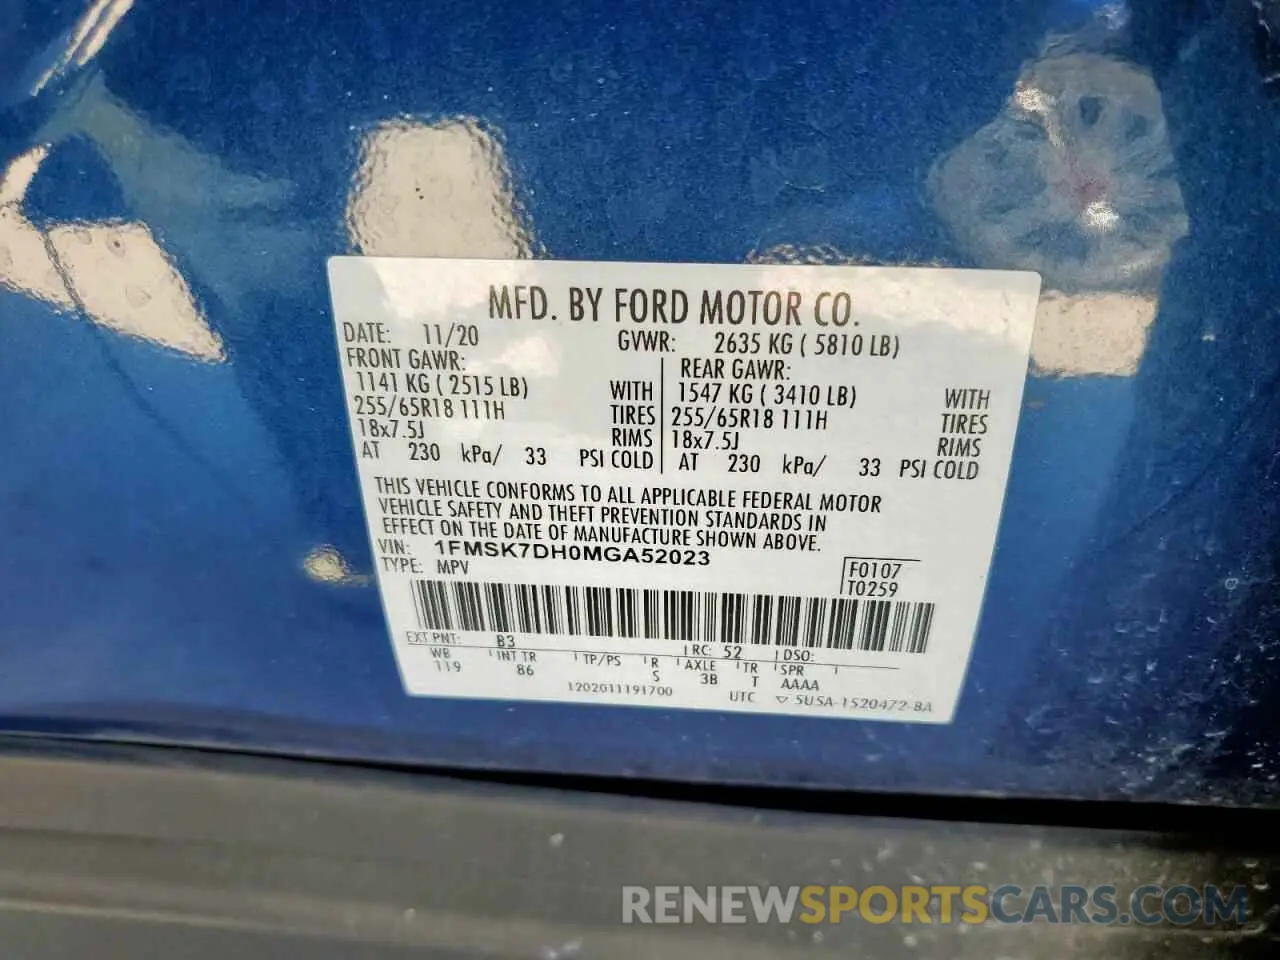 MFD. BY FORD MOTOR CO.
DATE: 11/20 GVWR: 2635 KG ( 5810 LB)
FRONT GAWR: REAR GAWR:
1141 KG ( 2515 LB) WITH 1547 KG ( 3410 LB) WITH
255/65R18 111H TIRES 255/65R18 111H TIRES
18x7.5J RIMS 18x7.5J RIMS
AT 230 kPa/ 33 PSI COLD AT 230 kPa/ 33 PSI COLD
THIS VEHICLE CONFORMS TO ALL APPLICABLE FEDERAL MOTOR
VEHICLE SAFETY AND THEFT PREVENTION STANDARDS IN
EFFECT ON THE DATE OF MANUFACTURE SHOWN ABOVE.
VIN: 1FMSK7DH0MGA52023
TYPE: MPV
F0107
T0259
EXT PNT: B3 RC: 52 DSO:
WB INT TR TP/PS R AXLE TR SPR
119 86 S 3B T AAAA
1202011191700 UTC ▽ 5U5A-1520472-BA
RENEWSPORTSCARS.COM